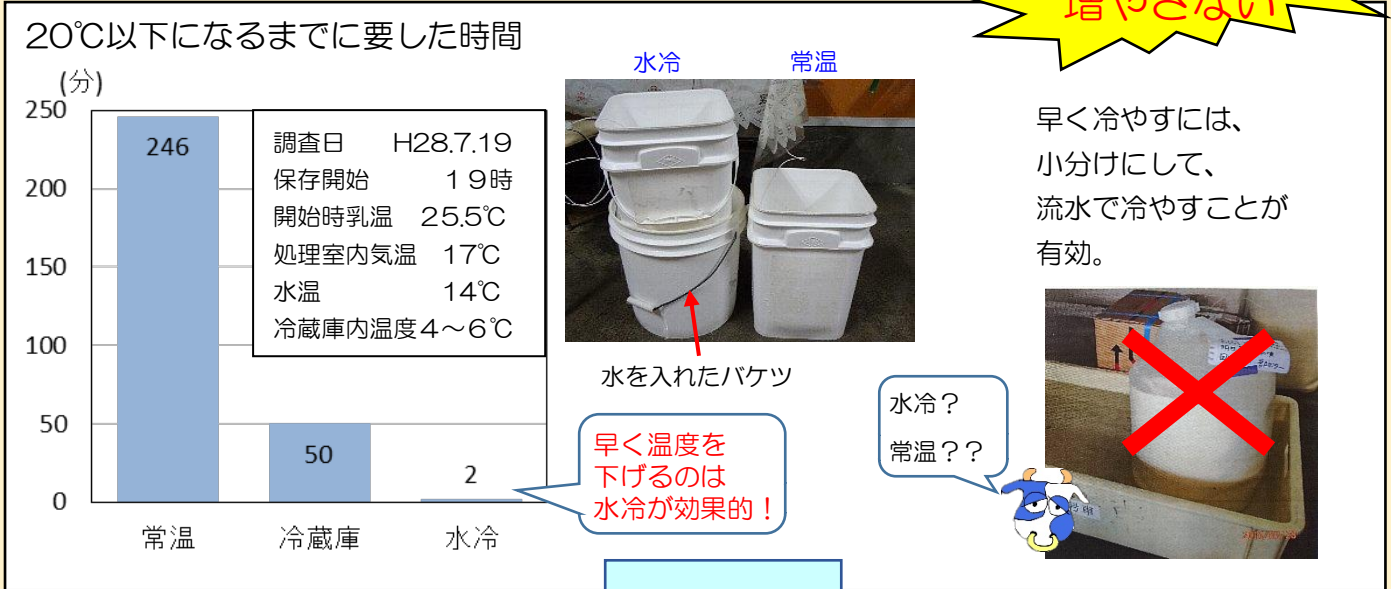 増やさない
20℃以下になるまでに要した時間
(分)
250
200
150
100
50
0
246
50
2
常温
冷蔵庫
水冷
調査日 H28.7.19
保存開始 19時
開始時乳温 25.5℃
処理室内気温 17℃
水温 14℃
冷蔵庫内温度4~6℃
水冷 常温
水を入れたバケツ
早く温度を
下げるのは
水冷が効果的!
早く冷やすには、
小分けにして、
流水で冷やすことが
有効。
水冷?
常温??